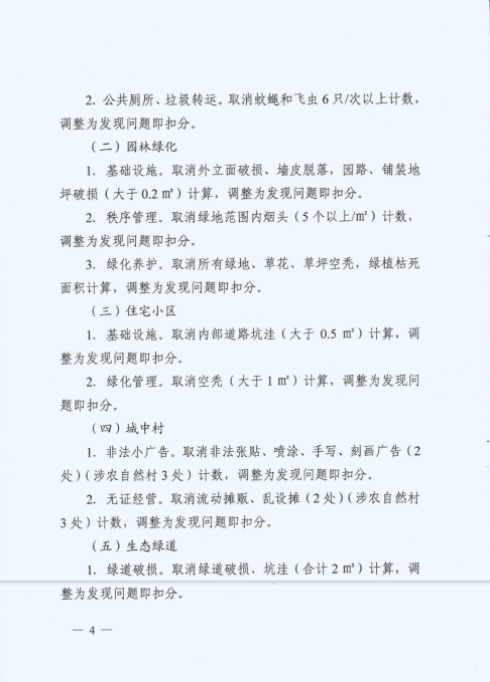 2. 公共厕所、垃圾转运。取消蚊蝇和飞虫 6 只/次以上计数，
调整为发现问题即扣分。
（二）园林绿化
1. 基础设施。取消外立面破损、墙皮脱落，园路、铺装地
坪破损（大于 0.2 ㎡）计算，调整为发现问题即扣分。
2. 秩序管理。取消绿地范围内烟头（5 个以上/㎡）计数，
调整为发现问题即扣分。
3. 绿化养护。取消所有绿地、草花、草坪空秃，绿植枯死
面积计算，调整为发现问题即扣分。
（三）住宅小区
1. 基础设施。取消内部道路坑洼（大于 0.5 ㎡）计算，调
整为发现问题即扣分。
2. 绿化管理。取消空秃（大于 1 ㎡）计算，调整为发现问
题即扣分。
（四）城中村
1. 非法小广告。取消非法张贴、喷涂、手写、刻画广告（2
处）（涉农自然村 3 处）计数，调整为发现问题即扣分。
2. 无证经营。取消流动摊贩、乱设摊（2 处）（涉农自然村
3 处）计数，调整为发现问题即扣分。
（五）生态绿道
1. 绿道破损。取消绿道破损、坑洼（合计 2 ㎡）计算，调
整为发现问题即扣分。
— 4 —